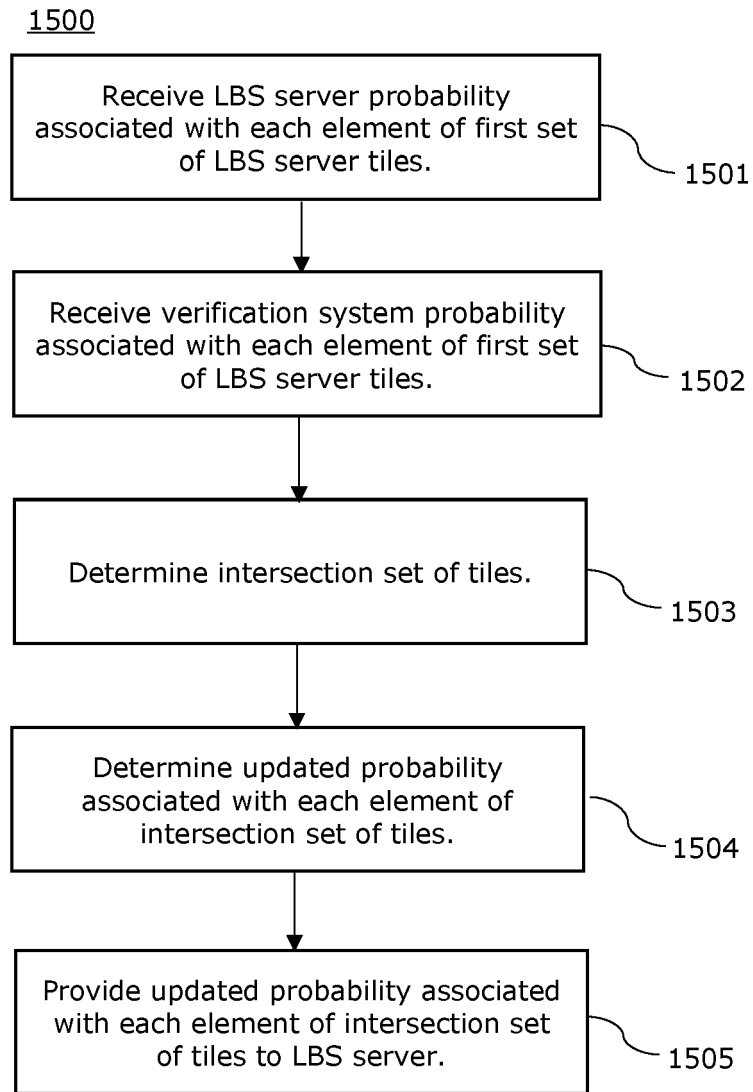 1500
Receive LBS server probability
associated with each element of first set
of LBS server tiles.
1501
Receive verification system probability
associated with each element of first set
of LBS server tiles.
1502
Determine intersection set of tiles.
1503
Determine updated probability
associated with each element of
intersection set of tiles.
1504
Provide updated probability associated
with each element of intersection set
of tiles to LBS server.
1505